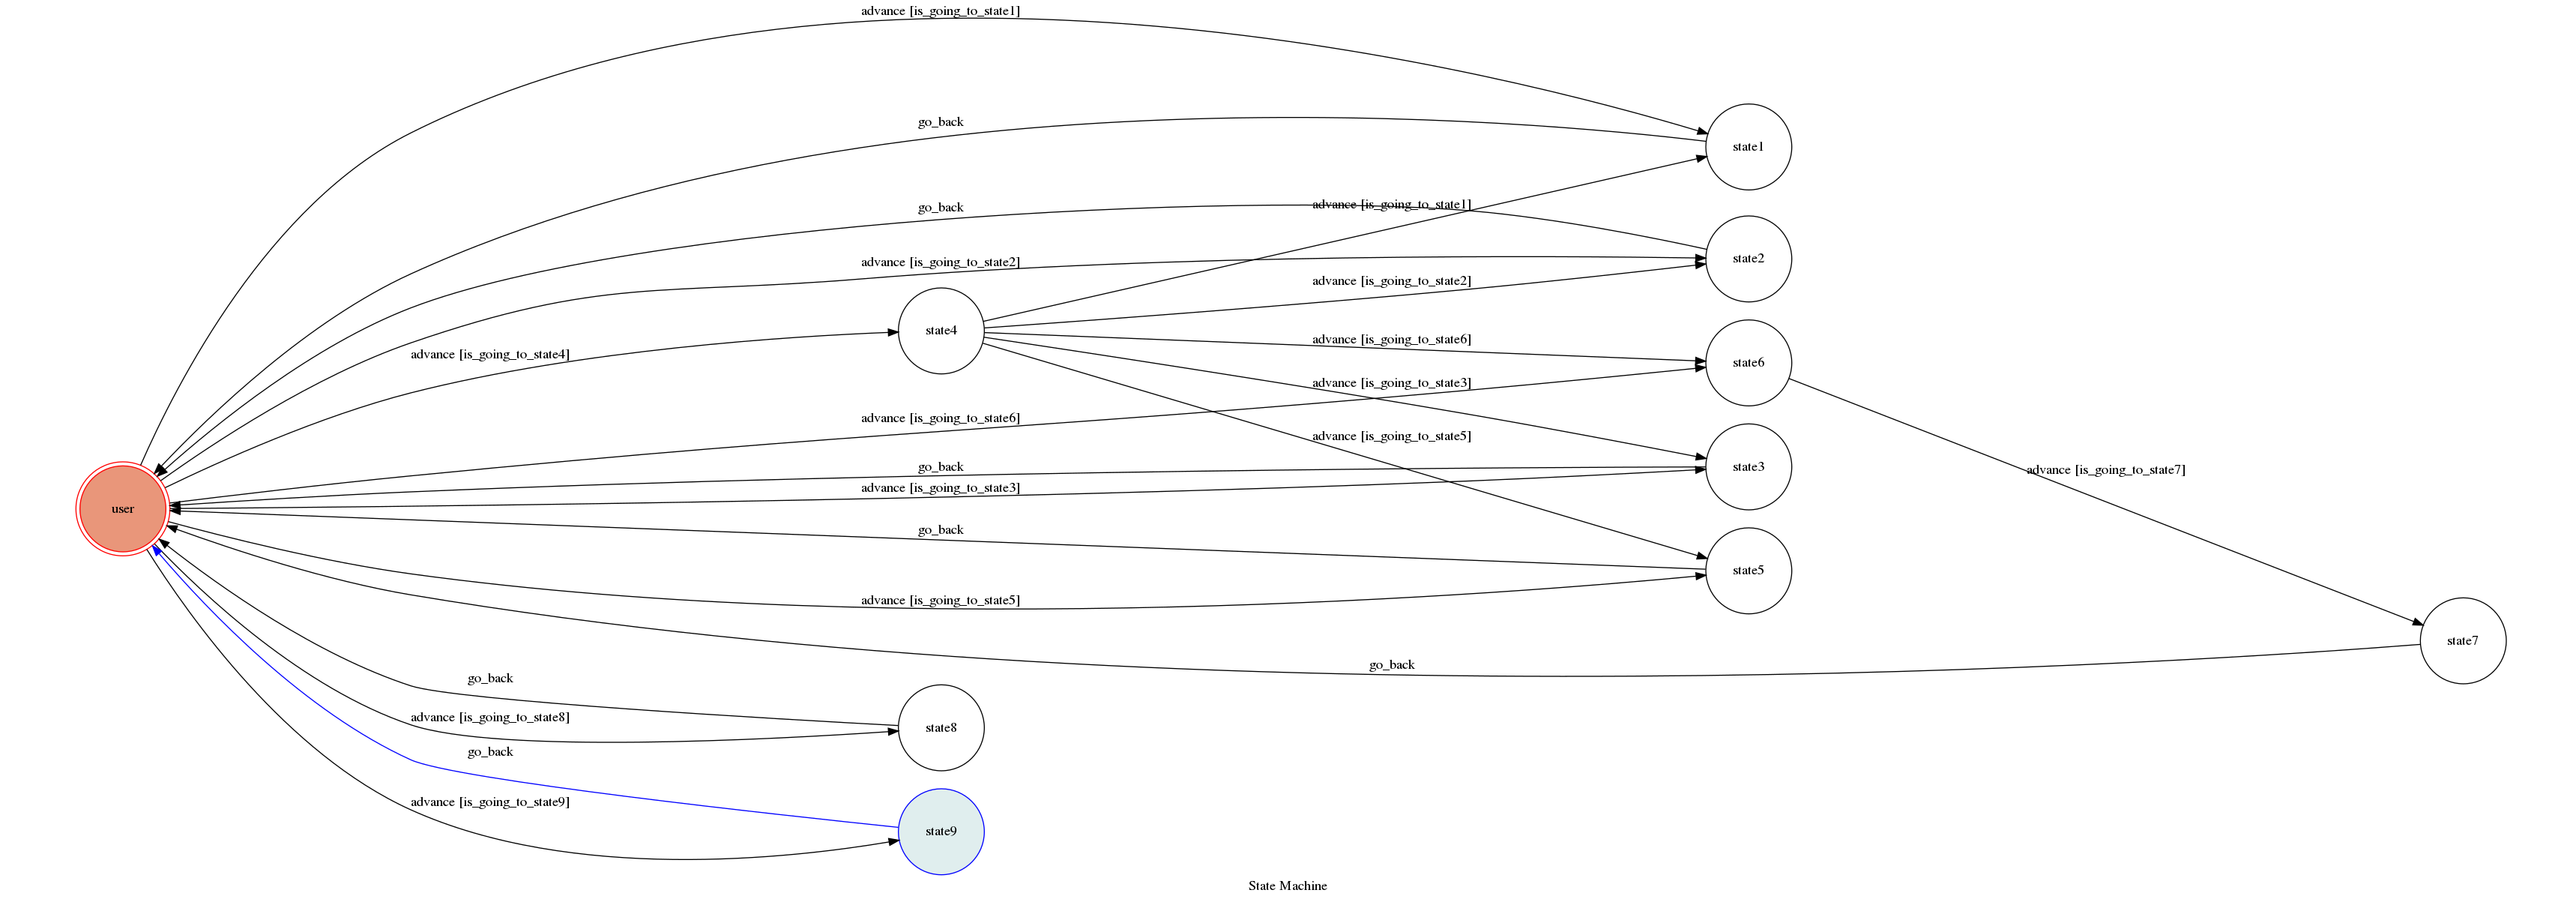 advance [is_going_to_state1]
go_back
state1
go_back
advance [is_going_to_state1]
advance [is_going_to_state2]
state2
advance [is_going_to_state2]
state4
advance [is_going_to_state6]
advance [is_going_to_state4]
state6
advance [is_going_to_state3]
advance [is_going_to_state6]
advance [is_going_to_state5]
go_back
state3
advance [is_going_to_state7]
advance [is_going_to_state3]
user
go_back
state5
advance [is_going_to_state5]
state7
go_back
go_back
advance [is_going_to_state8]
state8
go_back
advance [is_going_to_state9]
state9
State Machine